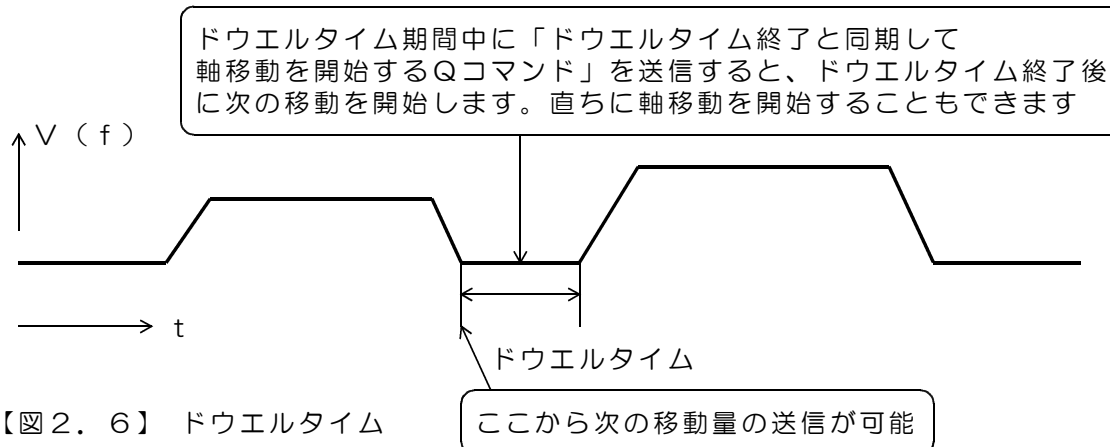 ドウエルタイム期間中に「ドウエルタイム終了と同期して
軸移動を開始するQコマンド」を送信すると、ドウエルタイム終了後
に次の移動を開始します。直ちに軸移動を開始することもできます
V(f)
t
ドウエルタイム
【図2.6】 ドウエルタイム
ここから次の移動量の送信が可能